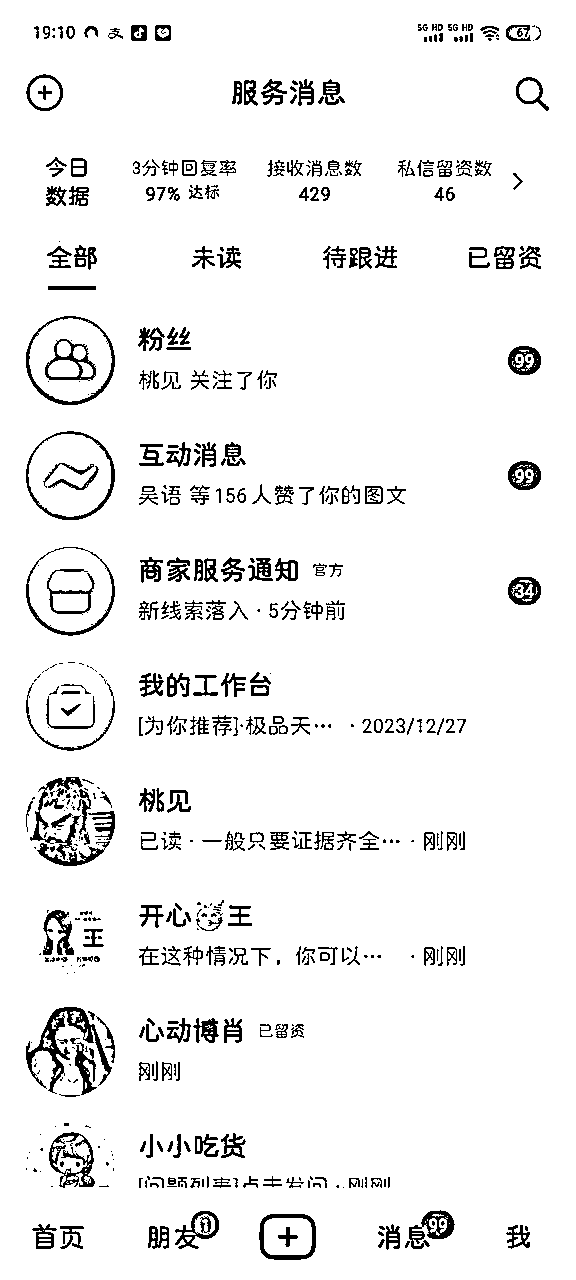 19:10 支 5G HD 5G HD 67
服务消息
今日数据
3分钟回复率 接收消息数 私信留资数
97% 达标 429 46
全部 未读 待跟进 已留资
粉丝
桃见 关注了你 99
互动消息
吴语 等156人赞了你的图文 99
商家服务通知 官方
新线索落入 · 5分钟前 34
我的工作台
[为你推荐]·极品天… · 2023/12/27
桃见
已读 · 一般只要证据齐全… · 刚刚
开心🥳王
王
在这种情况下，你可以… · 刚刚
心动博肖 已留资
刚刚
小小吃货
[问题列表]点击发问 · 刚刚
首页 朋友 消息 99 我